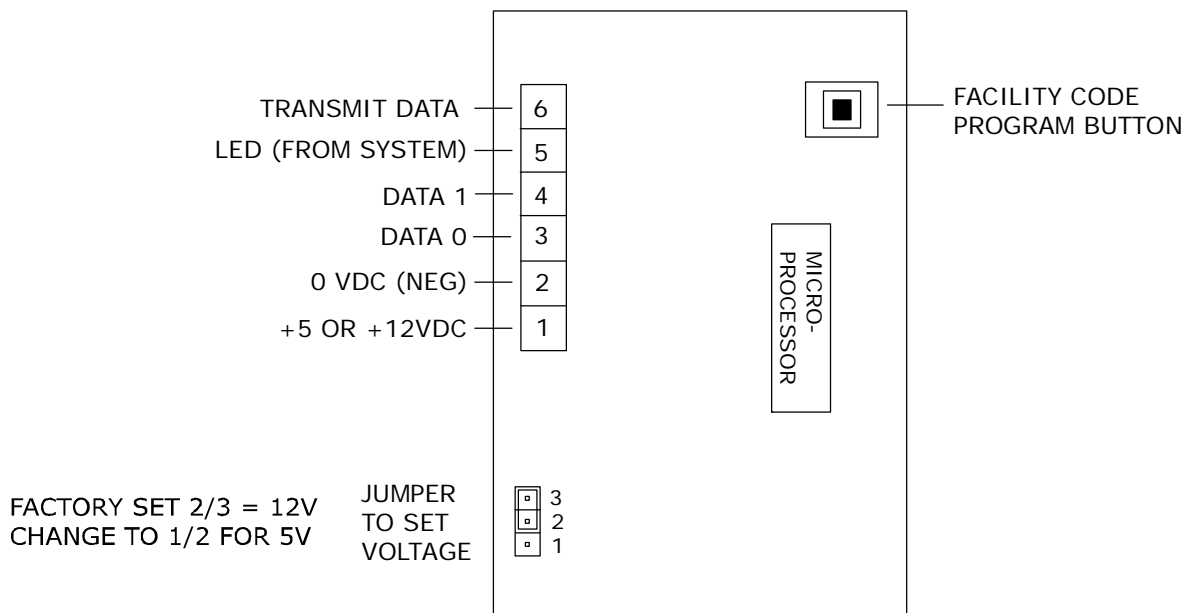 TRANSMIT DATA
6
LED (FROM SYSTEM)
5
DATA 1
4
DATA 0
3
0 VDC (NEG)
2
+5 OR +12VDC
1
FACILITY CODE
PROGRAM BUTTON
MICRO-
PROCESSOR
FACTORY SET 2/3 = 12V
CHANGE TO 1/2 FOR 5V
JUMPER
TO SET
VOLTAGE
3
2
1